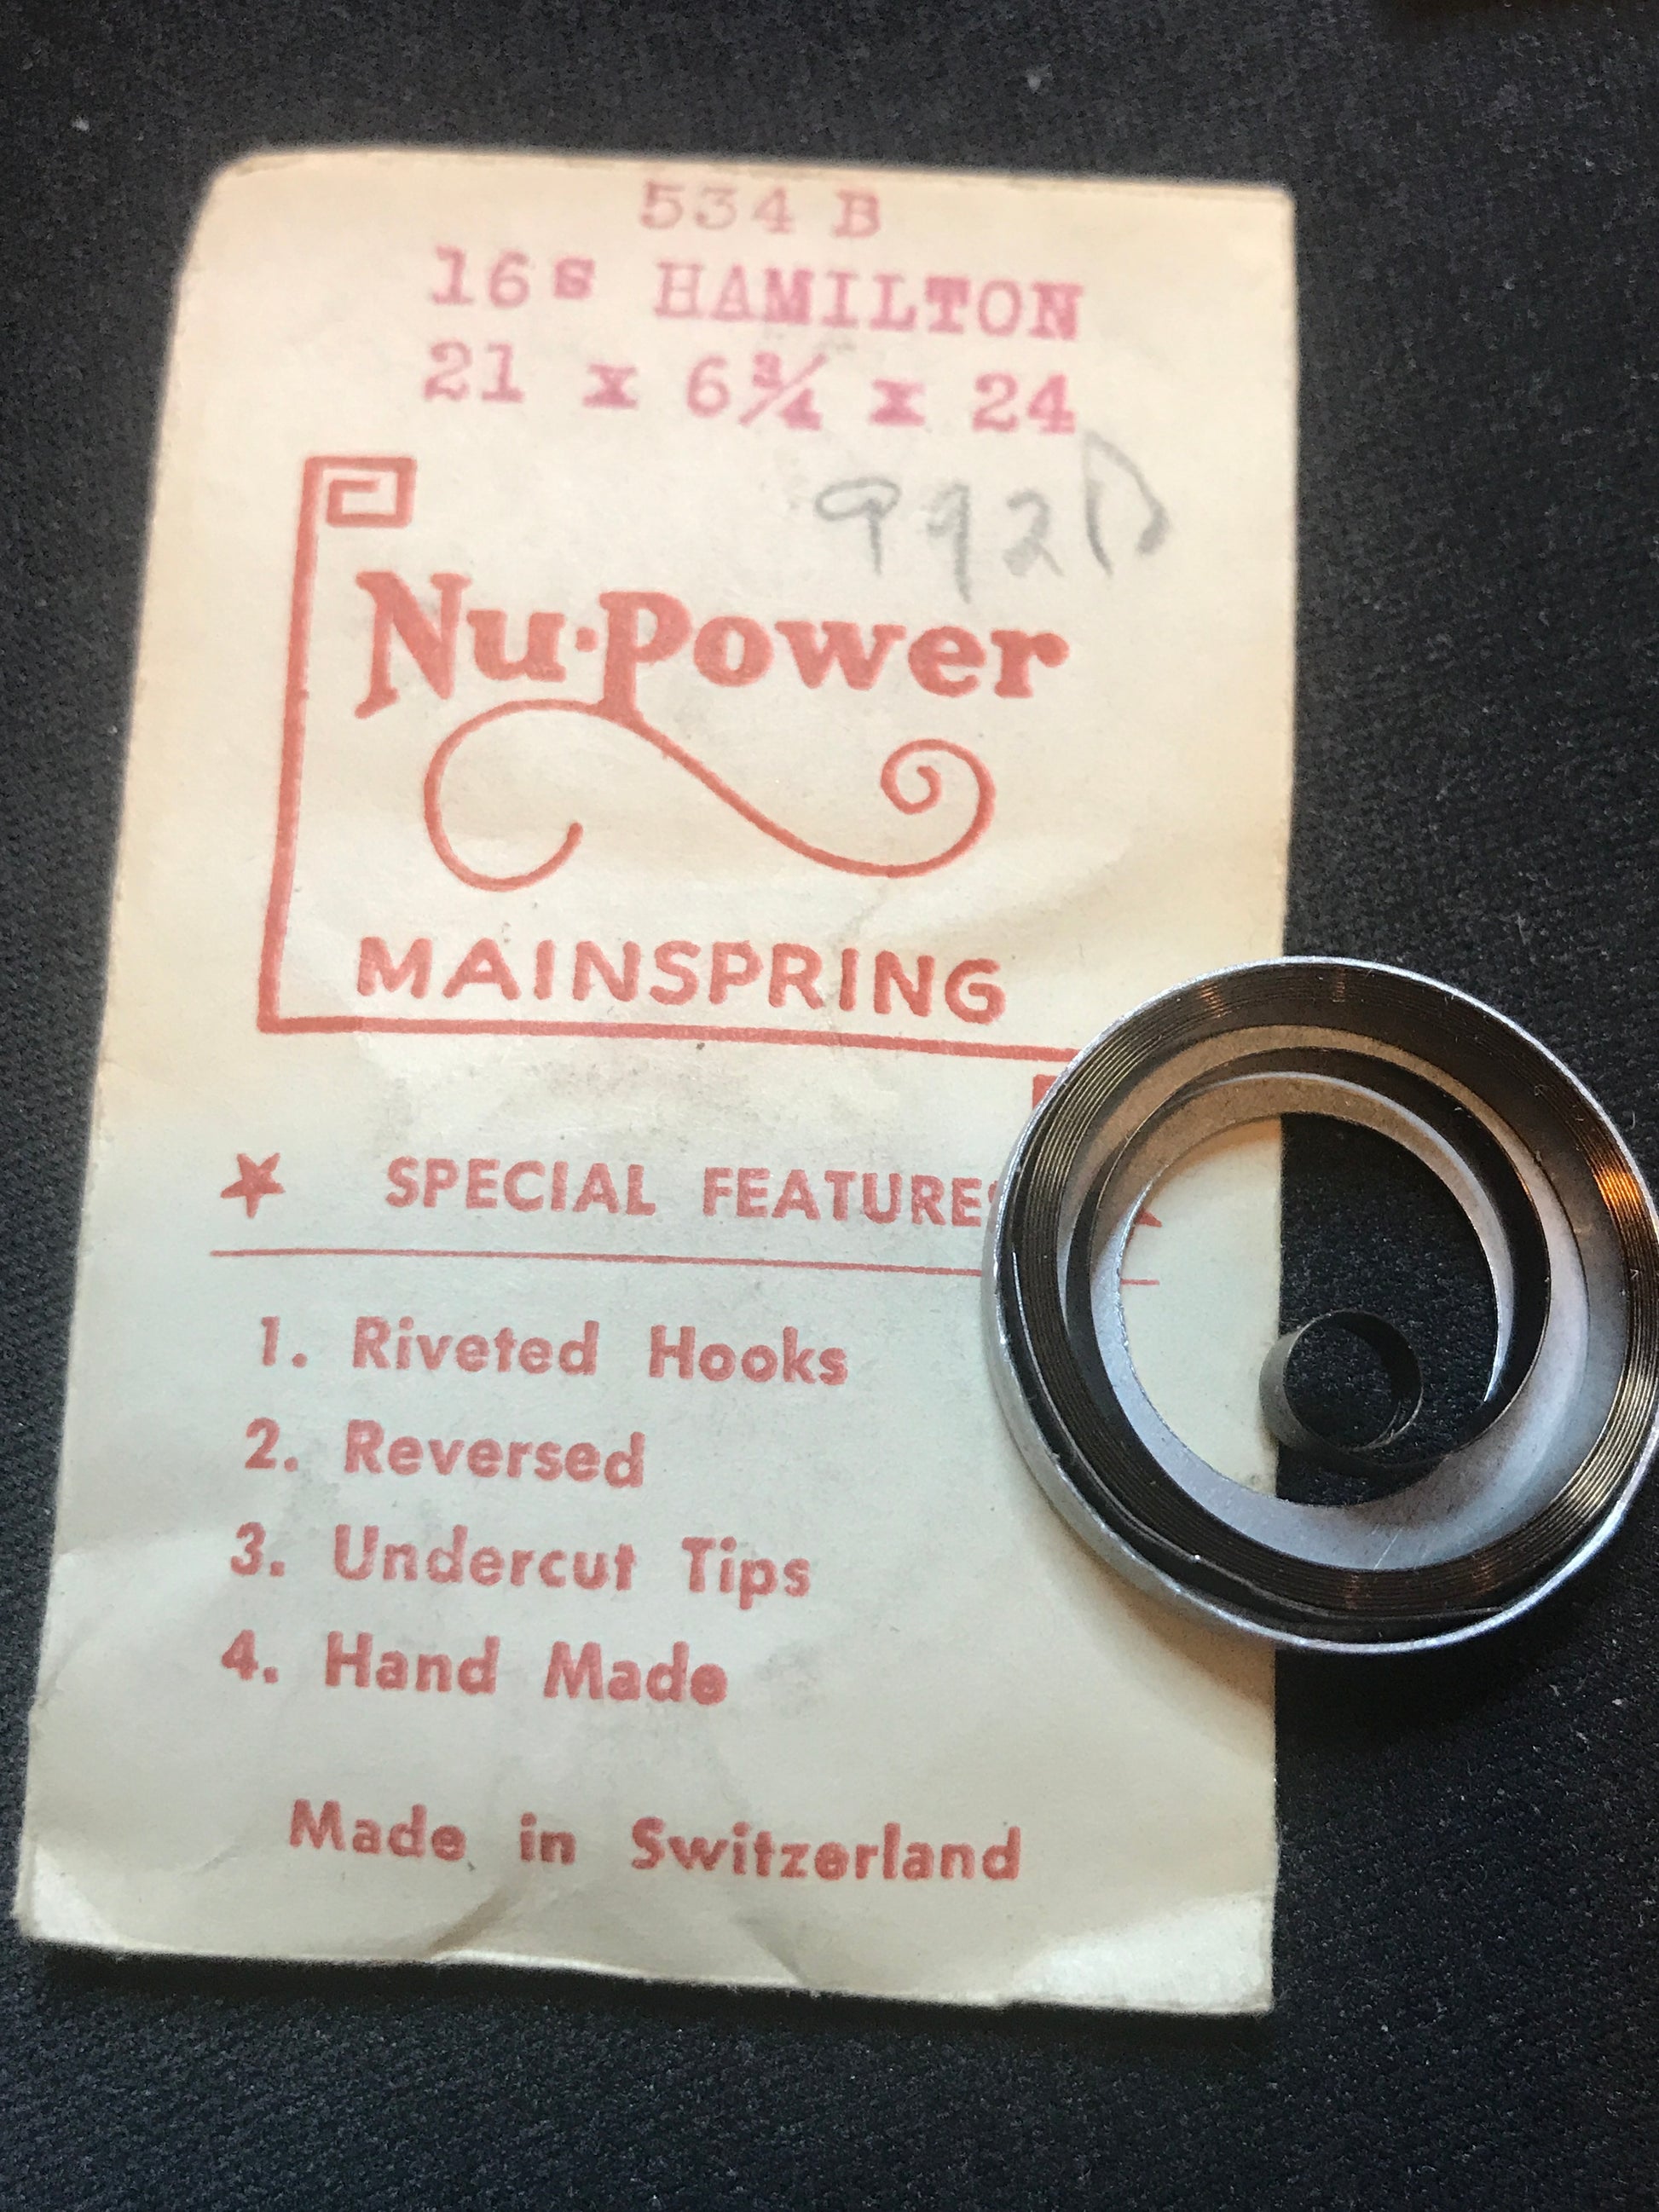 534 B
16s HAMILTON
21 x 6¾ x 24
992B
Nu·Power
MAINSPRING
SPECIAL FEATURES
1. Riveted Hooks
2. Reversed
3. Undercut Tips
4. Hand Made
Made in Switzerland